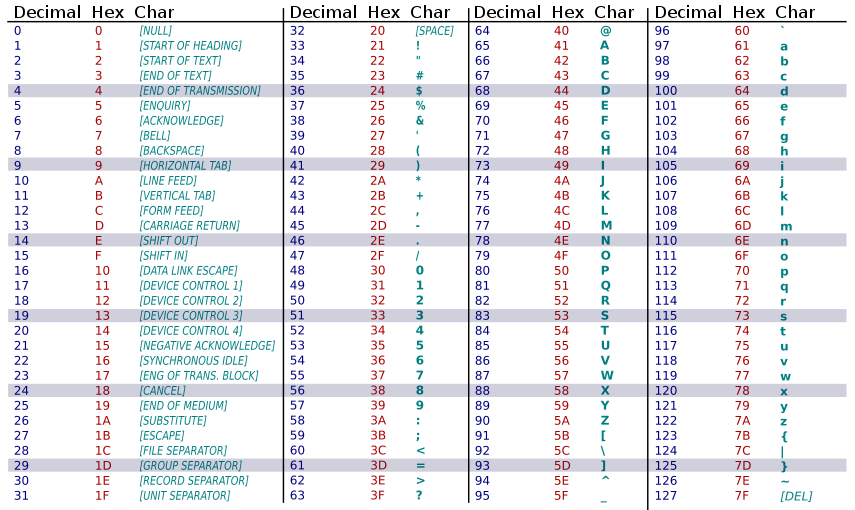 Decimal Hex Char Decimal Hex Char Decimal Hex Char Decimal Hex Char
0 0 [NULL] 32 20 [SPACE] 64 40 @ 96 60 `
1 1 [START OF HEADING] 33 21 ! 65 41 A 97 61 a
2 2 [START OF TEXT] 34 22 " 66 42 B 98 62 b
3 3 [END OF TEXT] 35 23 # 67 43 C 99 63 c
4 4 [END OF TRANSMISSION] 36 24 $ 68 44 D 100 64 d
5 5 [ENQUIRY] 37 25 % 69 45 E 101 65 e
6 6 [ACKNOWLEDGE] 38 26 & 70 46 F 102 66 f
7 7 [BELL] 39 27 ' 71 47 G 103 67 g
8 8 [BACKSPACE] 40 28 ( 72 48 H 104 68 h
9 9 [HORIZONTAL TAB] 41 29 ) 73 49 I 105 69 i
10 A [LINE FEED] 42 2A * 74 4A J 106 6A j
11 B [VERTICAL TAB] 43 2B + 75 4B K 107 6B k
12 C [FORM FEED] 44 2C , 76 4C L 108 6C l
13 D [CARRIAGE RETURN] 45 2D - 77 4D M 109 6D m
14 E [SHIFT OUT] 46 2E . 78 4E N 110 6E n
15 F [SHIFT IN] 47 2F / 79 4F O 111 6F o
16 10 [DATA LINK ESCAPE] 48 30 0 80 50 P 112 70 p
17 11 [DEVICE CONTROL 1] 49 31 1 81 51 Q 113 71 q
18 12 [DEVICE CONTROL 2] 50 32 2 82 52 R 114 72 r
19 13 [DEVICE CONTROL 3] 51 33 3 83 53 S 115 73 s
20 14 [DEVICE CONTROL 4] 52 34 4 84 54 T 116 74 t
21 15 [NEGATIVE ACKNOWLEDGE] 53 35 5 85 55 U 117 75 u
22 16 [SYNCHRONOUS IDLE] 54 36 6 86 56 V 118 76 v
23 17 [ENG OF TRANS. BLOCK] 55 37 7 87 57 W 119 77 w
24 18 [CANCEL] 56 38 8 88 58 X 120 78 x
25 19 [END OF MEDIUM] 57 39 9 89 59 Y 121 79 y
26 1A [SUBSTITUTE] 58 3A : 90 5A Z 122 7A z
27 1B [ESCAPE] 59 3B ; 91 5B [ 123 7B {
28 1C [FILE SEPARATOR] 60 3C < 92 5C \ 124 7C |
29 1D [GROUP SEPARATOR] 61 3D = 93 5D ] 125 7D }
30 1E [RECORD SEPARATOR] 62 3E > 94 5E ^ 126 7E ~
31 1F [UNIT SEPARATOR] 63 3F ? 95 5F _ 127 7F [DEL]